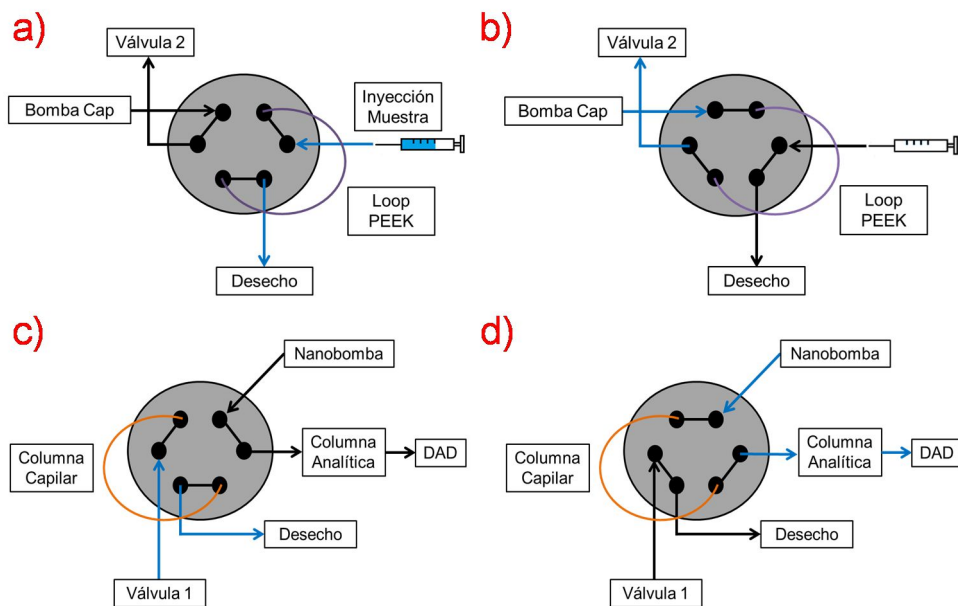 a)
Válvula 2
Bomba Cap
Inyección
Muestra
Loop
PEEK
Desecho
b)
Válvula 2
Bomba Cap
Loop
PEEK
Desecho
c)
Nanobomba
Columna
Capilar
Columna
Analítica
DAD
Desecho
Válvula 1
d)
Nanobomba
Columna
Capilar
Columna
Analítica
DAD
Desecho
Válvula 1